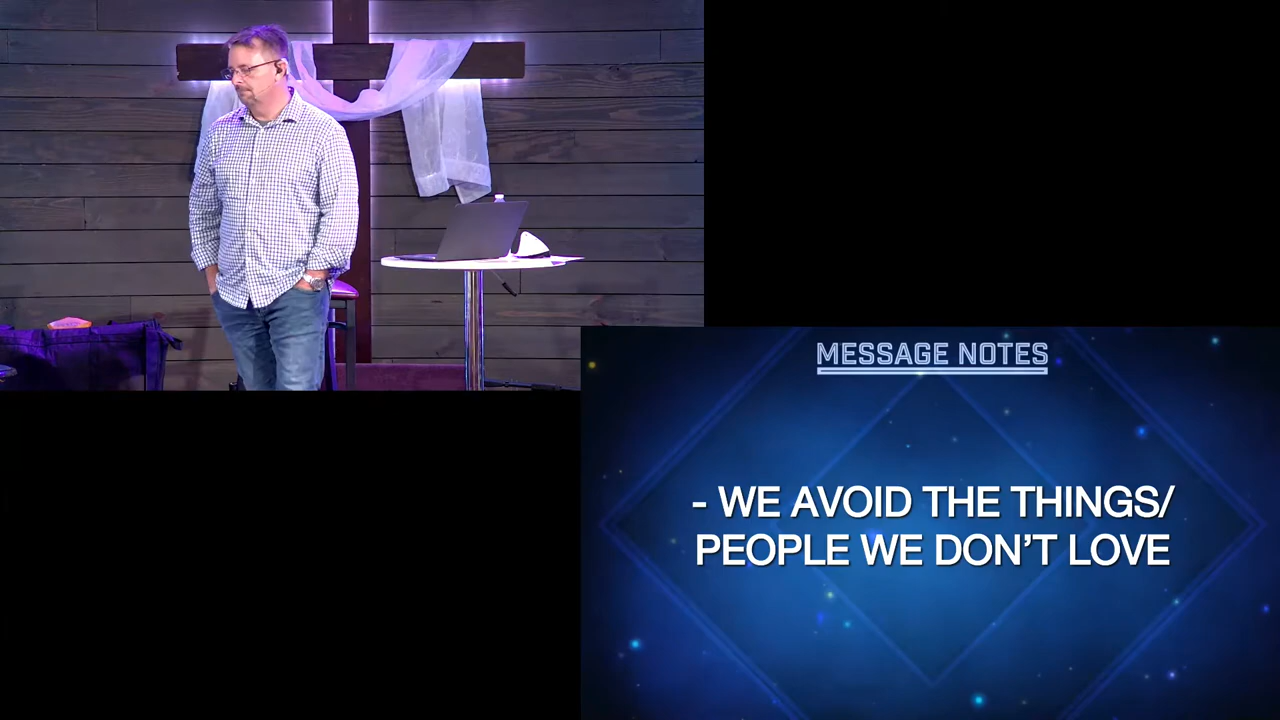 MESSAGE NOTES
- WE AVOID THE THINGS/
PEOPLE WE DON’T LOVE